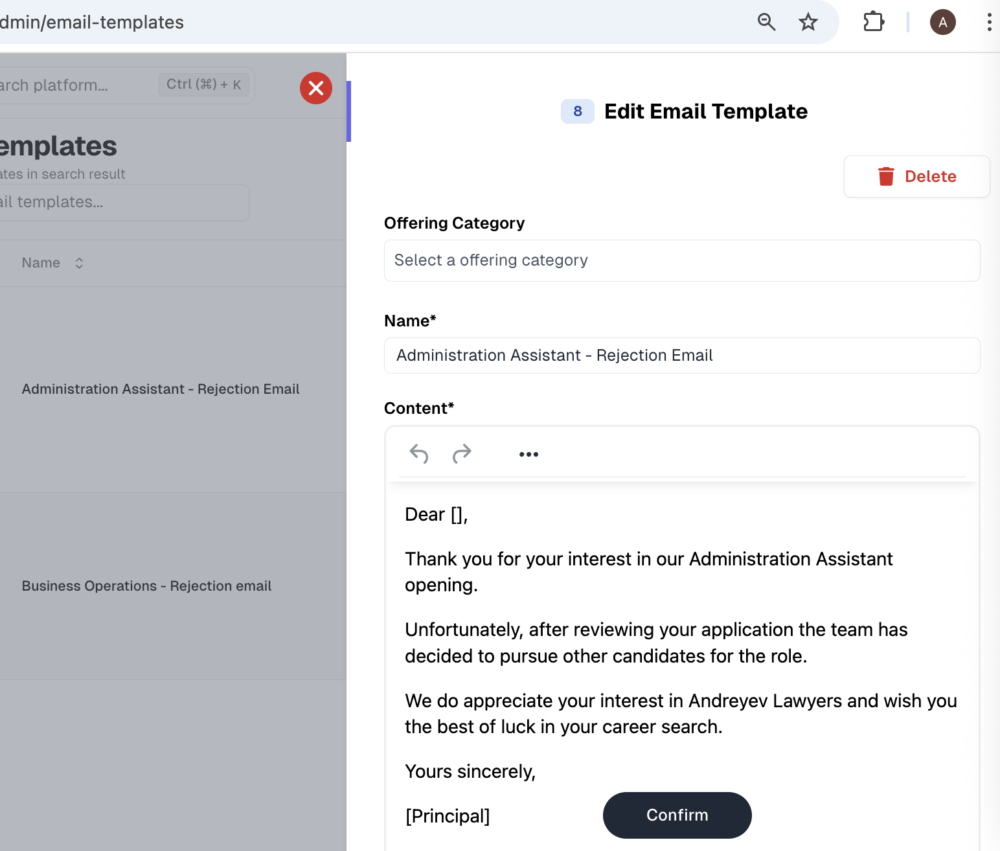 dmin/email-templates
A
arch platform...
Ctrl (⌘) + K
8
Edit Email Template
emplates
ates in search result
Delete
ail templates...
Offering Category
Select a offering category
Name
Name*
Administration Assistant - Rejection Email
Administration Assistant - Rejection Email
Business Operations - Rejection email
Content*
Dear [],
Thank you for your interest in our Administration Assistant
opening.
Unfortunately, after reviewing your application the team has
decided to pursue other candidates for the role.
We do appreciate your interest in Andreyev Lawyers and wish you
the best of luck in your career search.
Yours sincerely,
[Principal]
Confirm